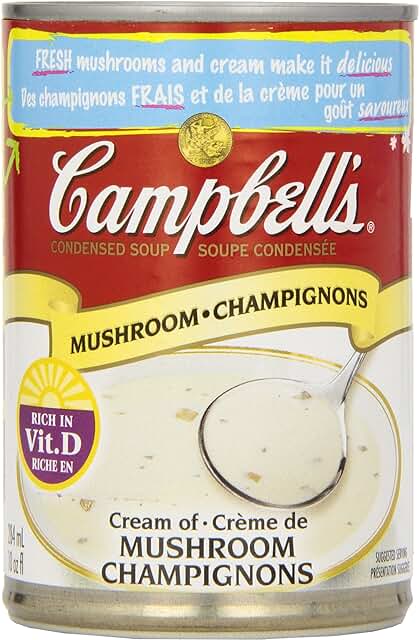 FRESH mushrooms and cream make it delicious
Des champignons FRAIS et de la crème pour un
goût savoureux
Campbell's®
CONDENSED SOUP SOUPE CONDENSÉE
MUSHROOM • CHAMPIGNONS
RICH IN
Vit.D
RICHE EN
Cream of • Crème de
MUSHROOM
CHAMPIGNONS
284 mL
10 oz fl
SUGGESTED SERVING
PRÉSENTATION SUGGÉRÉE